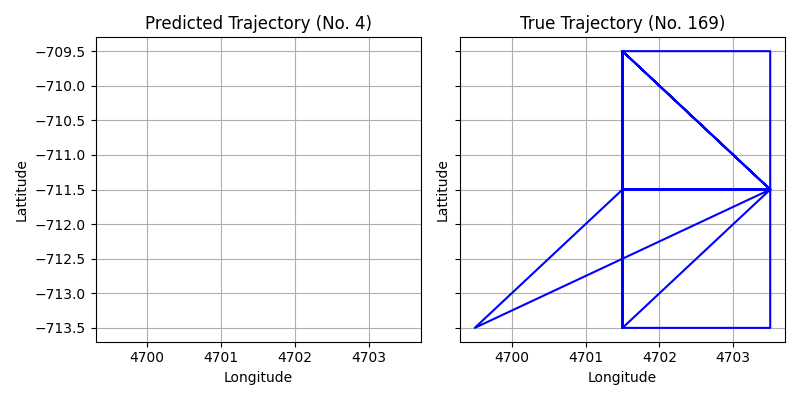 Predicted Trajectory (No. 4)
True Trajectory (No. 169)
−709.5
−710.0
−710.5
−711.0
−711.5
−712.0
−712.5
−713.0
−713.5
Lattitude
Lattitude
4700 4701 4702 4703
4700 4701 4702 4703
Longitude
Longitude